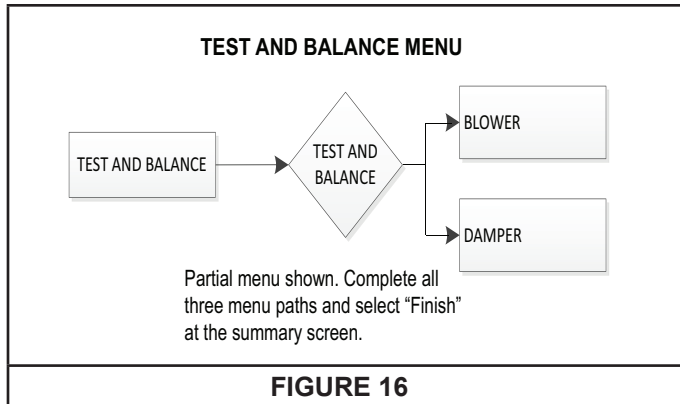 TEST AND BALANCE MENU
TEST AND BALANCE
TEST AND
BALANCE
BLOWER
DAMPER
Partial menu shown. Complete all
three menu paths and select “Finish”
at the summary screen.
FIGURE 16